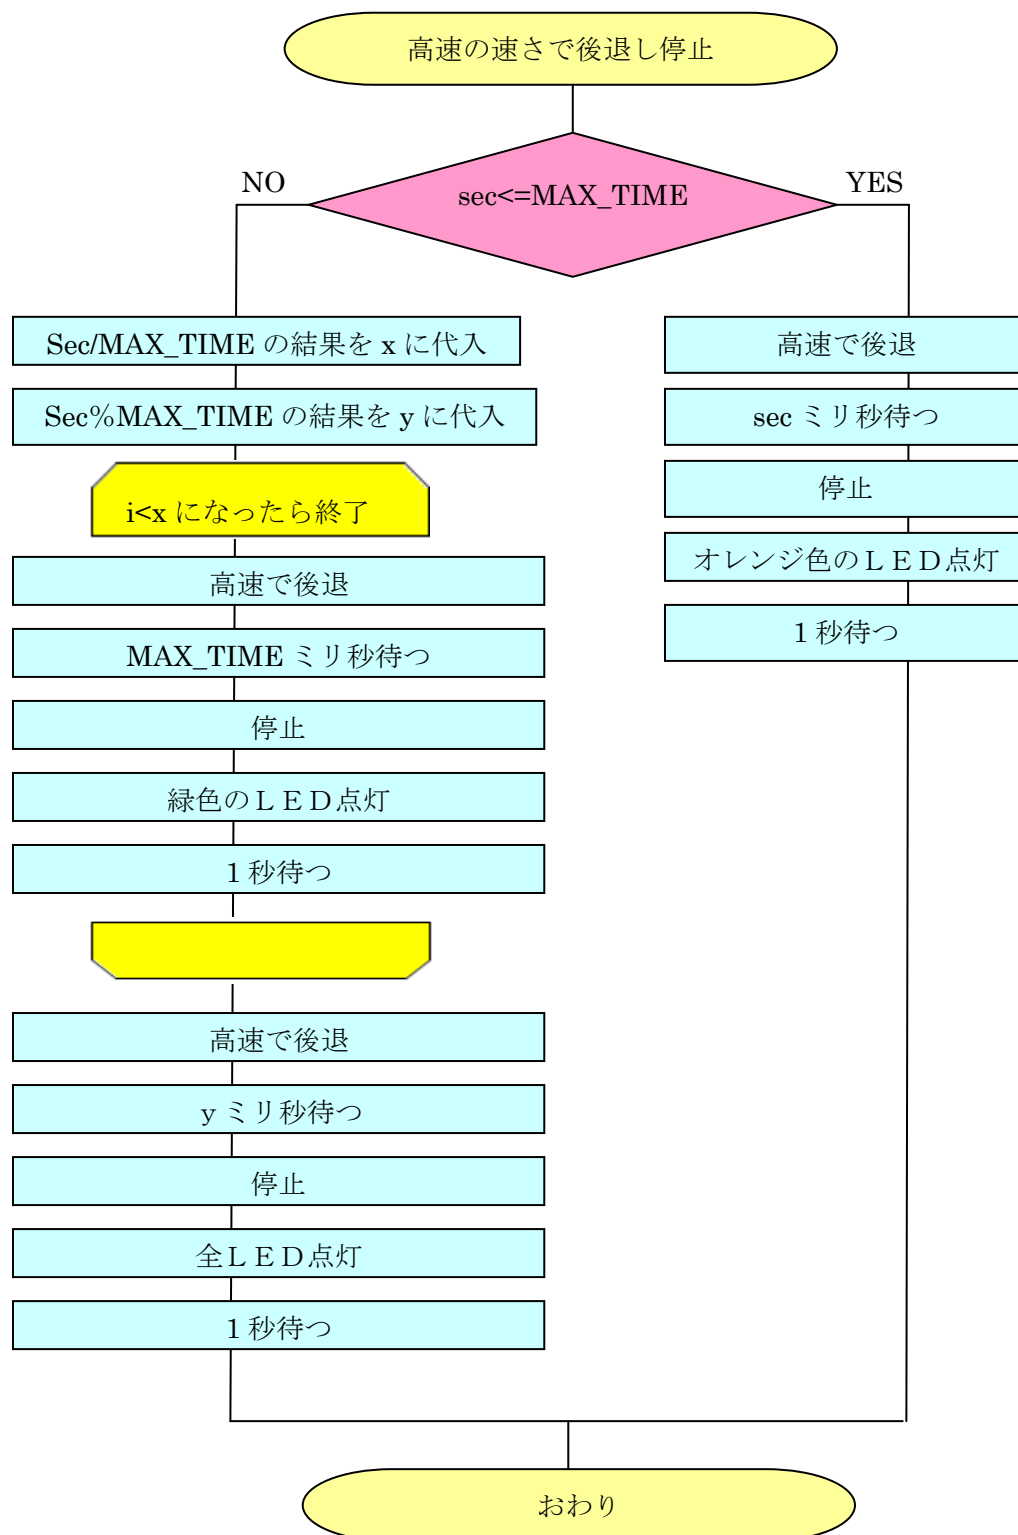 高速の速さで後退し停止
NO
YES
sec<=MAX_TIME
Sec/MAX_TIME の結果を x に代入
Sec%MAX_TIME の結果を y に代入
i<x になったら終了
高速で後退
MAX_TIME ミリ秒待つ
停止
緑色のＬＥＤ点灯
1 秒待つ
高速で後退
y ミリ秒待つ
停止
全ＬＥＤ点灯
1 秒待つ
高速で後退
sec ミリ秒待つ
停止
オレンジ色のＬＥＤ点灯
1 秒待つ
おわり